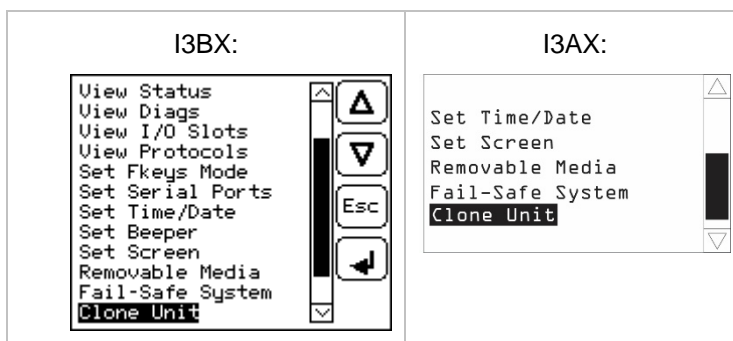 I3BX:
View Status
View Diags
View I/O Slots
View Protocols
Set Fkeys Mode
Set Serial Ports
Set Time/Date
Set Beeper
Set Screen
Removable Media
Fail-Safe System
Clone Unit
Esc
I3AX:
Set Time/Date
Set Screen
Removable Media
Fail-Safe System
Clone Unit